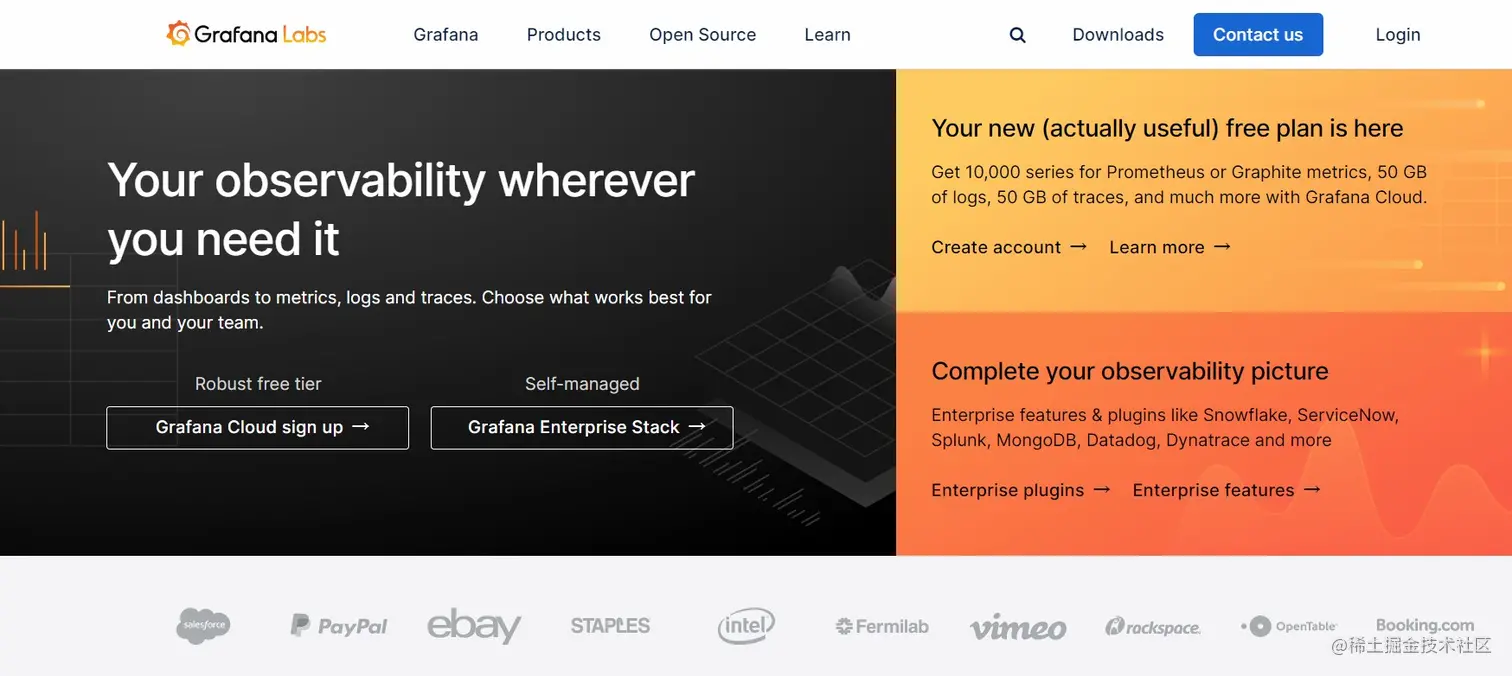 Grafana Labs
Grafana
Products
Open Source
Learn
Downloads
Contact us
Login
Your observability wherever
you need it
From dashboards to metrics, logs and traces. Choose what works best for
you and your team.
Robust free tier
Grafana Cloud sign up →
Self-managed
Grafana Enterprise Stack →
Your new (actually useful) free plan is here
Get 10,000 series for Prometheus or Graphite metrics, 50 GB
of logs, 50 GB of traces, and much more with Grafana Cloud.
Create account → Learn more →
Complete your observability picture
Enterprise features & plugins like Snowflake, ServiceNow,
Splunk, MongoDB, Datadog, Dynatrace and more
Enterprise plugins → Enterprise features →
salesforce
PayPal
ebay
STAPLES
intel
Fermilab
vimeo
rackspace.
OpenTable
Booking.com
@稀土掘金技术社区